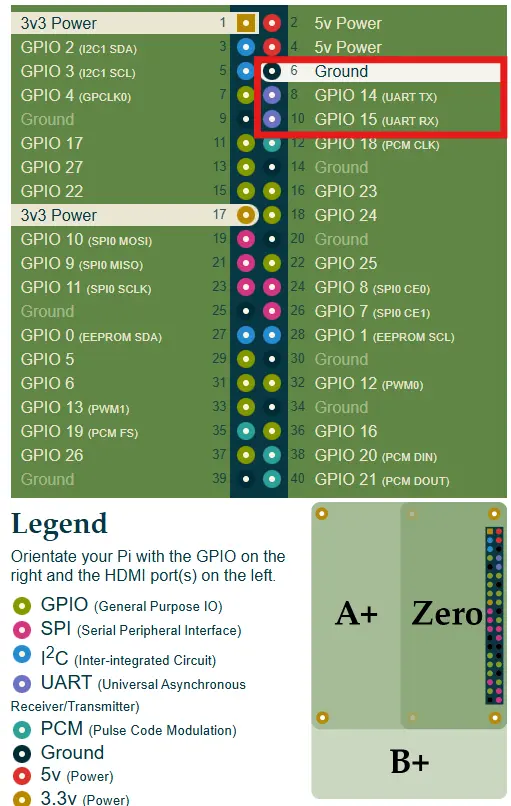 3v3 Power 1 2 5v Power
GPIO 2 (I2C1 SDA) 3 4 5v Power
GPIO 3 (I2C1 SCL) 5 6 Ground
GPIO 4 (GPCLK0) 7 8 GPIO 14 (UART TX)
Ground 9 10 GPIO 15 (UART RX)
GPIO 17 11 12 GPIO 18 (PCM CLK)
GPIO 27 13 14 Ground
GPIO 22 15 16 GPIO 23
3v3 Power 17 18 GPIO 24
GPIO 10 (SPI0 MOSI) 19 20 Ground
GPIO 9 (SPI0 MISO) 21 22 GPIO 25
GPIO 11 (SPI0 SCLK) 23 24 GPIO 8 (SPI0 CE0)
Ground 25 26 GPIO 7 (SPI0 CE1)
GPIO 0 (EEPROM SDA) 27 28 GPIO 1 (EEPROM SCL)
GPIO 5 29 30 Ground
GPIO 6 31 32 GPIO 12 (PWM0)
GPIO 13 (PWM1) 33 34 Ground
GPIO 19 (PCM FS) 35 36 GPIO 16
GPIO 26 37 38 GPIO 20 (PCM DIN)
Ground 39 40 GPIO 21 (PCM DOUT)
Legend
Orientate your Pi with the GPIO on the
right and the HDMI port(s) on the left.
GPIO (General Purpose IO)
SPI (Serial Peripheral Interface)
I2C (Inter-integrated Circuit)
UART (Universal Asynchronous
Receiver/Transmitter)
PCM (Pulse Code Modulation)
Ground
5v (Power)
3.3v (Power)
A+ Zero
B+